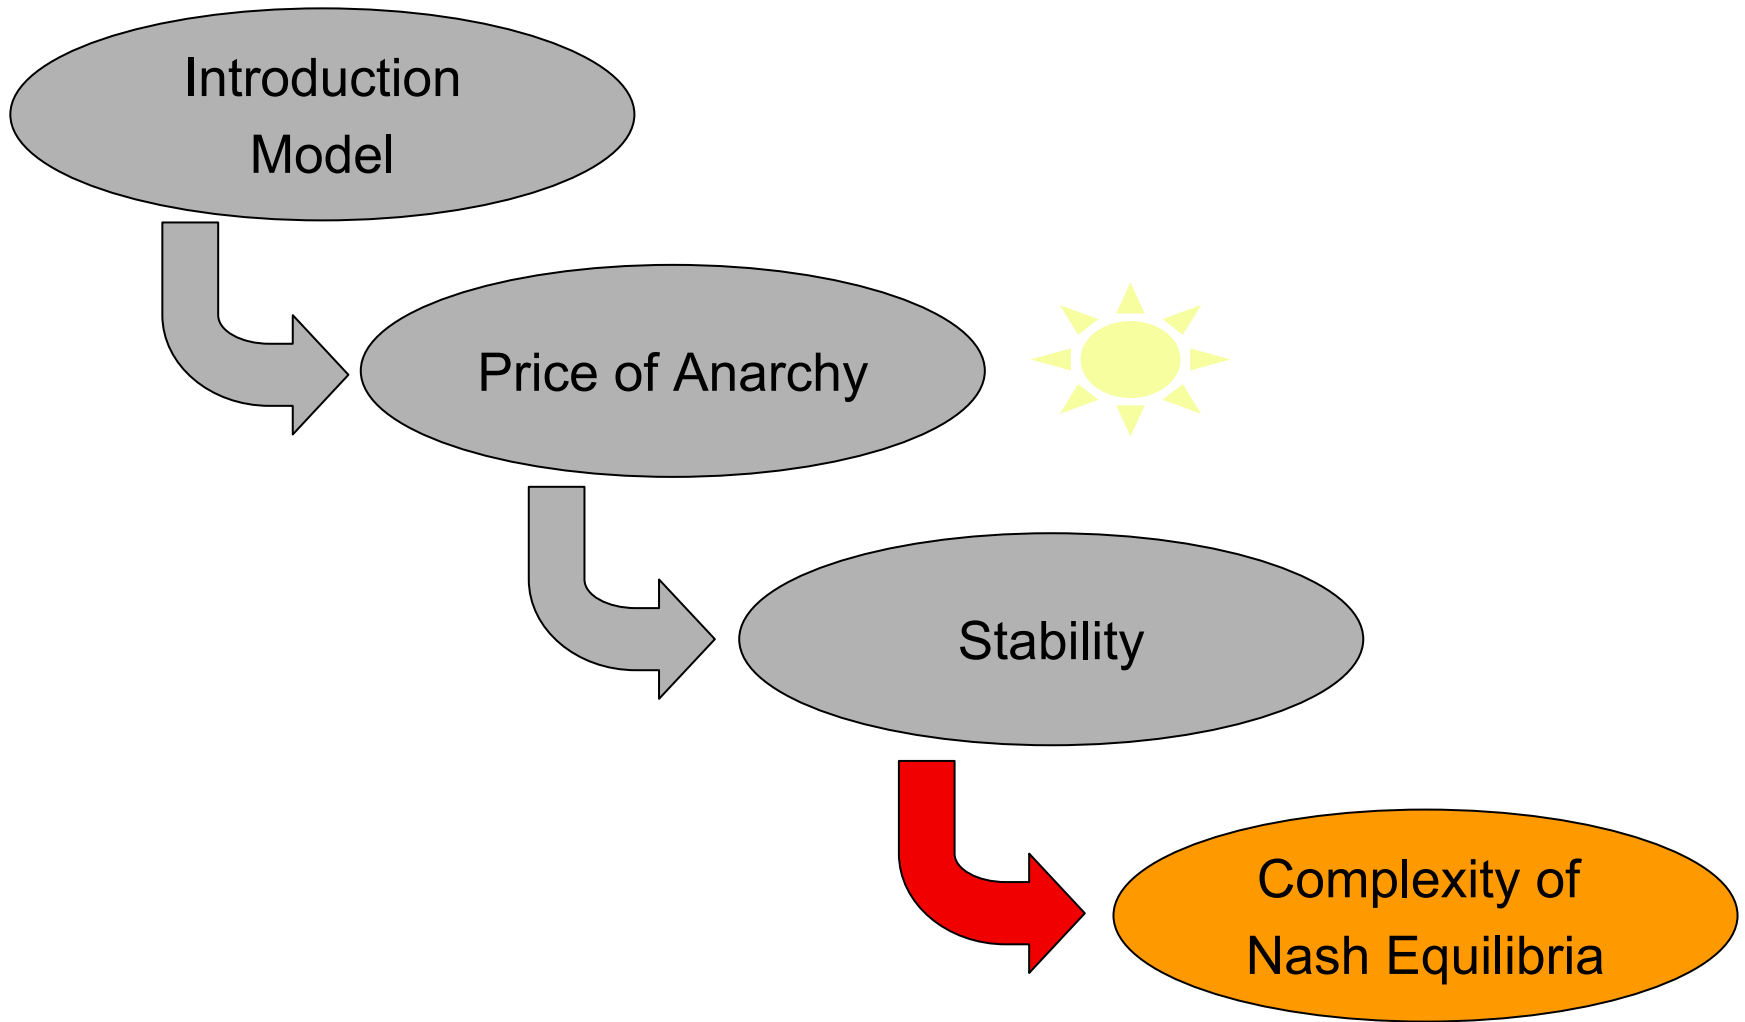 Introduction
Model
Price of Anarchy
Stability
Complexity of
Nash Equilibria